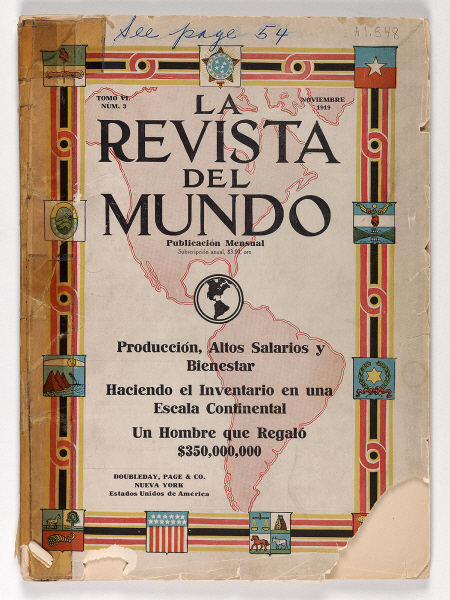 See page 54
A 1.548
TOMO VI.
NUM. 3
NOVIEMBRE
1919
LA
REVISTA
DEL
MUNDO
Publicación Mensual
Subscripción anual, $3.00, oro
Producción, Altos Salarios y
Bienestar
Haciendo el Inventario en una
Escala Continental
Un Hombre que Regaló
$350,000,000
DOUBLEDAY, PAGE & CO.
NUEVA YORK
Estados Unidos de América